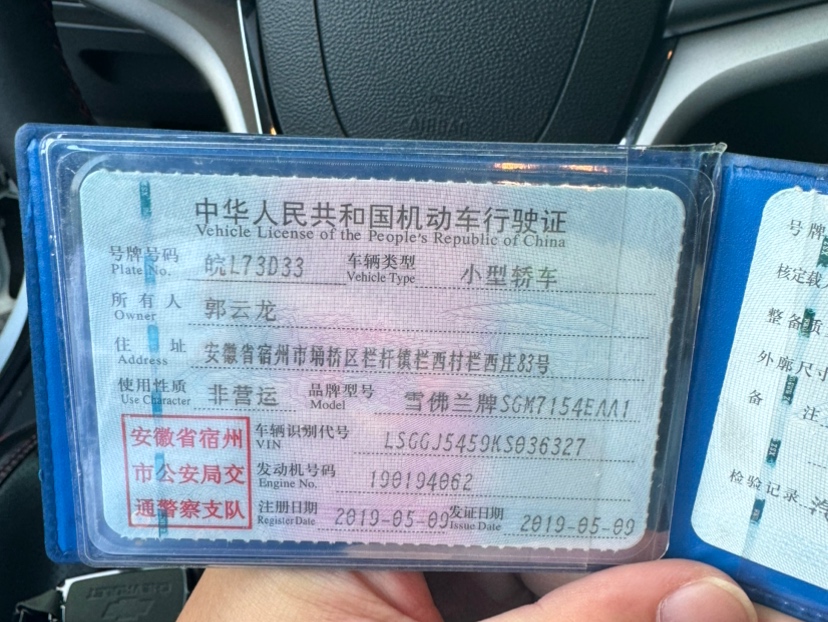 AIRBAG
中华人民共和国机动车行驶证
Vehicle License of the People's Republic of China
号牌号码 皖L73D33 车辆类型 小型轿车
Plate No. Vehicle Type
所有人 郭云龙
Owner
住址 安徽省宿州市埇桥区栏杆镇栏西村栏西庄83号
Address
使用性质 非营运 品牌型号 雪佛兰牌SGM7154EAA1
Use Character Model
安徽省宿州
市公安局交
通警察支队
车辆识别代号 LSGGJ5459KS036327
VIN
发动机号码 190194062
Engine No.
注册日期 2019-05-09 发证日期 2019-05-09
Register Date Issue Date
号牌
核定载
整备质
外廓尺寸
备 注
检验记录
CHEVROLET